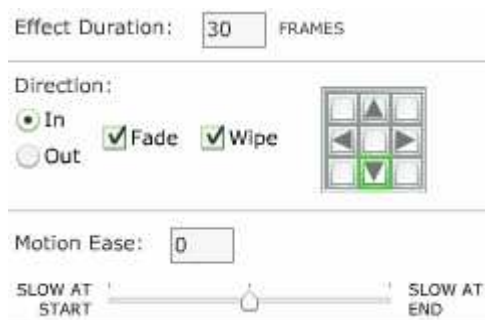 Effect Duration: 30 FRAMES
Direction:
In
Fade Wipe
Out
Motion Ease: 0
SLOW AT START
SLOW AT END